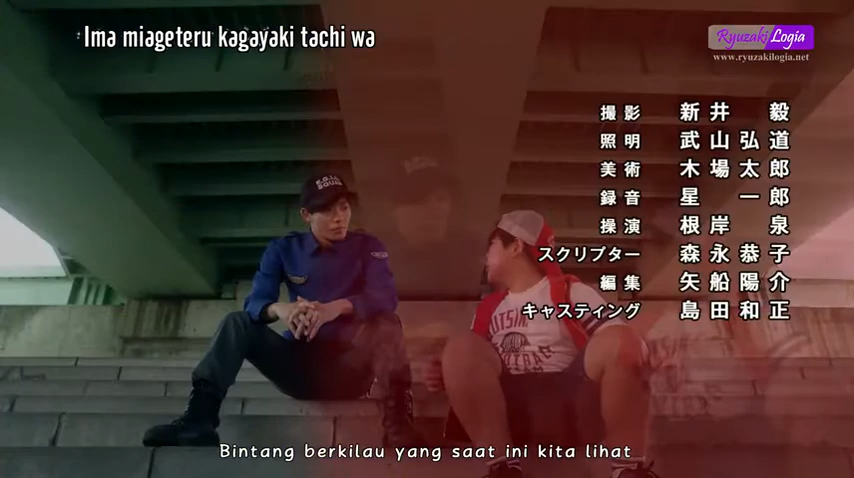 Ima miageteru kagayaki tachi wa
Ryuzaki Logia
www.ryuzakilogia.net
撮影 新井 毅
照明 武山弘道
美術 木場太郎
録音 星 一郎
操演 根岸 泉
スクリプター 森永恭子
編集 矢船陽介
キャスティング 島田和正
E.G.I.S.
SQUAD
Bintang berkilau yang saat ini kita lihat